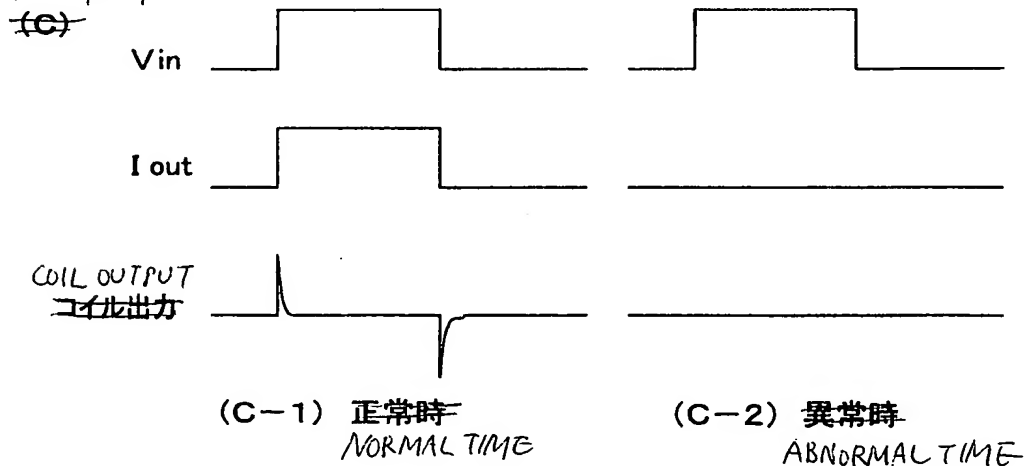 (C)
Vin
I out
COIL OUTPUT
コイル出力
(C-1) 正常時
NORMAL TIME
(C-2) 異常時
ABNORMAL TIME